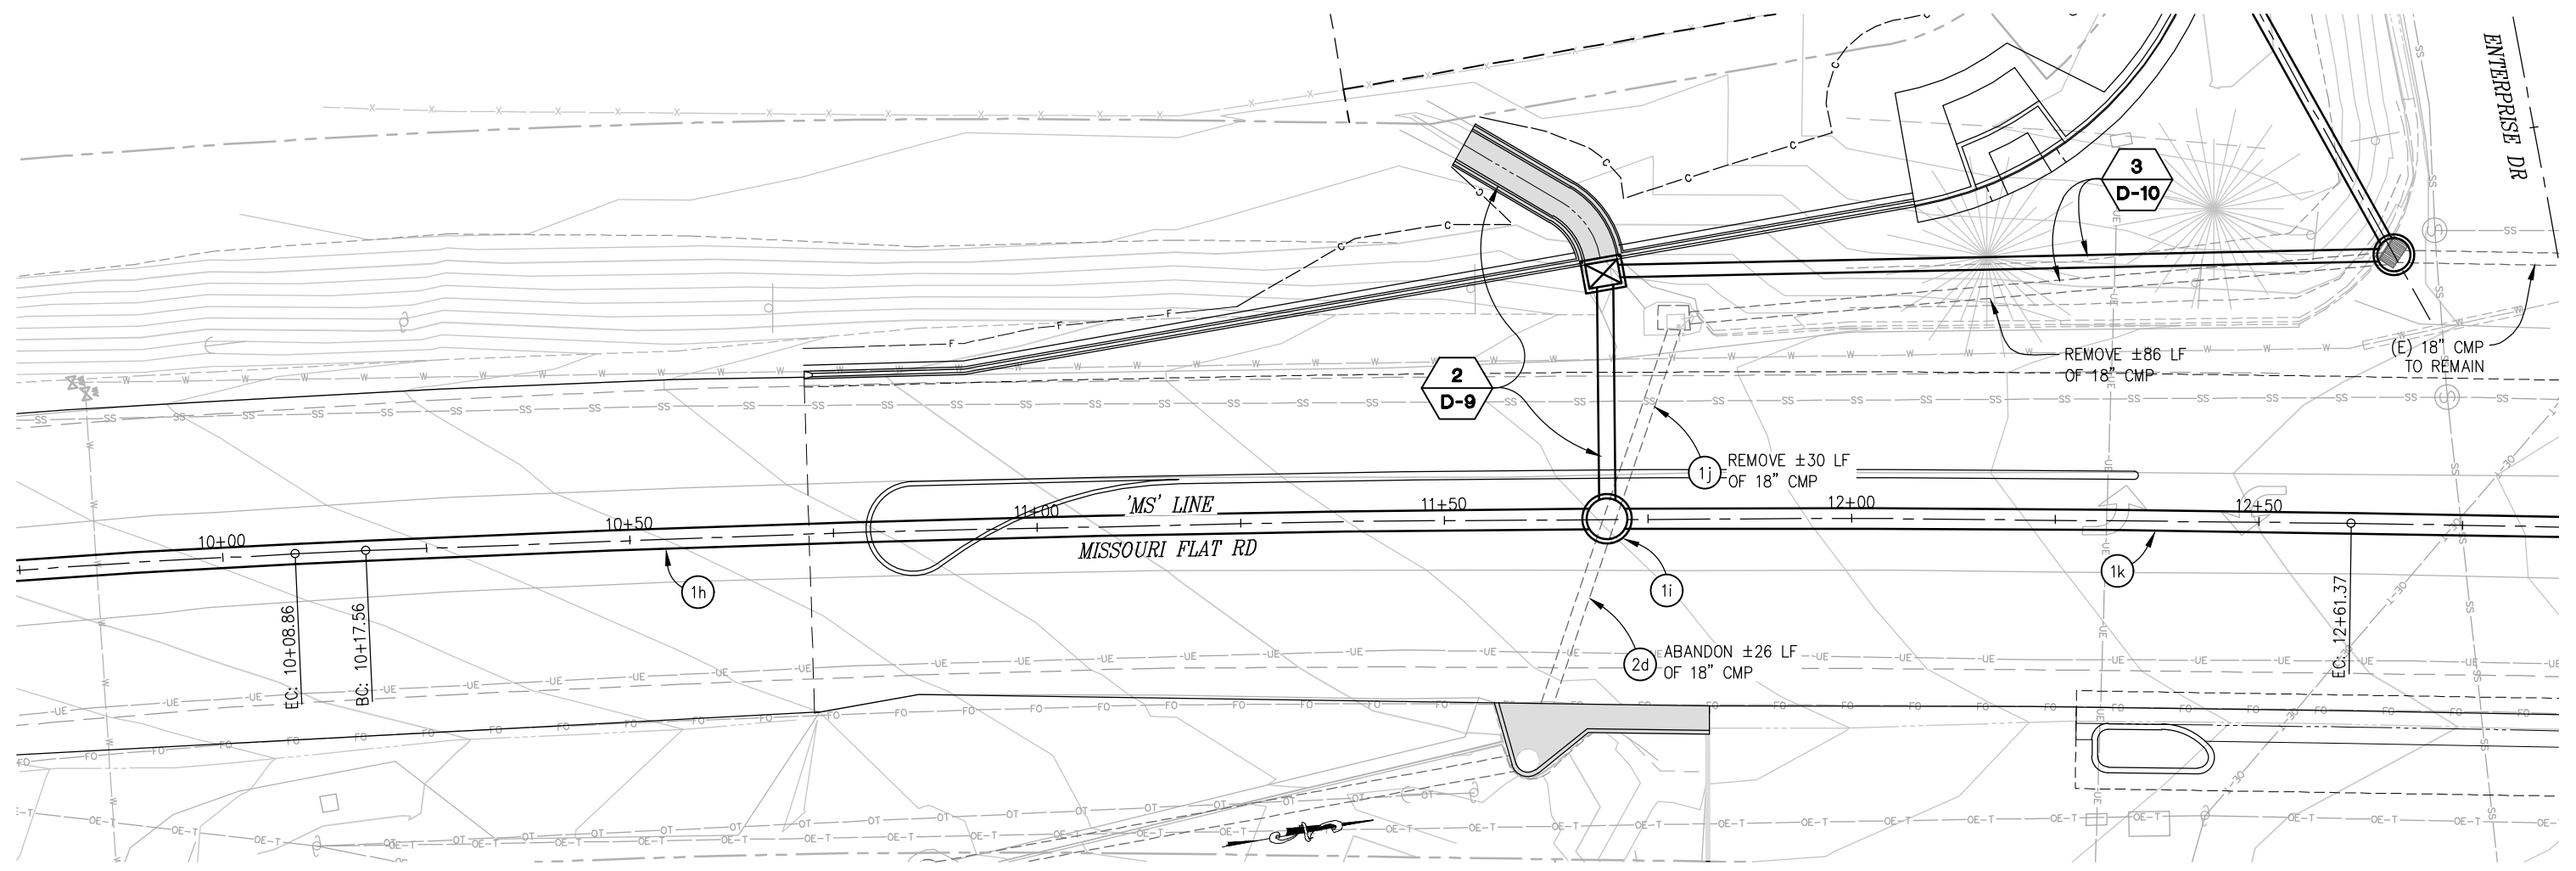 ENTERPRISE DR
3
D-10
2
D-9
REMOVE ±86 LF
OF 18" CMP
(E) 18" CMP
TO REMAIN
1j
REMOVE ±30 LF
OF 18" CMP
'MS' LINE
MISSOURI FLAT RD
10+00
10+50
11+00
11+50
12+00
12+50
1h
1i
1k
EC: 10+08.86
BC: 10+17.56
EC: 12+61.37
2d
ABANDON ±26 LF
OF 18" CMP